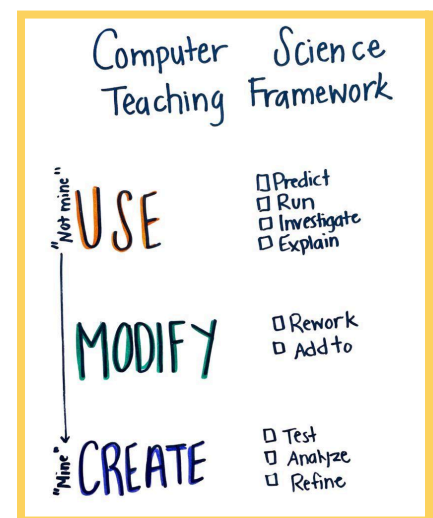 Computer Science
Teaching Framework
"Not mine"
USE
☐ Predict
☐ Run
☐ Investigate
☐ Explain
MODIFY
☐ Rework
☐ Add to
"Mine"
CREATE
☐ Test
☐ Analyze
☐ Refine